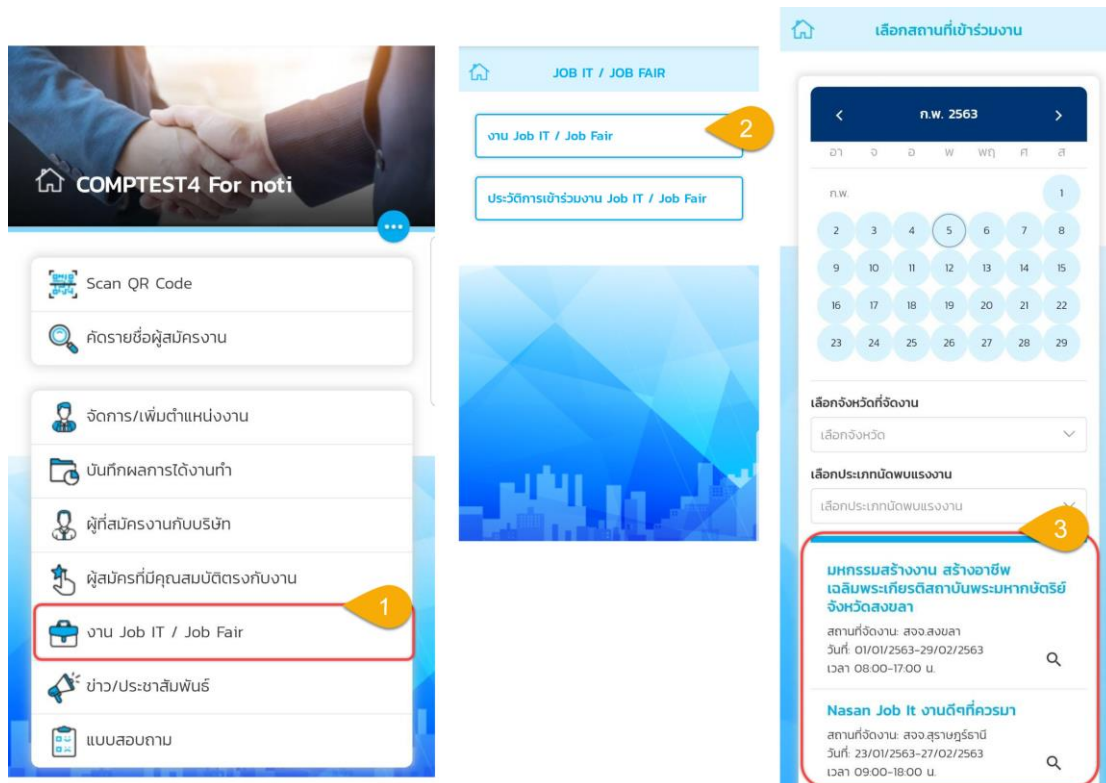 COMPTEST4 For noti
Scan QR Code
คัดรายชื่อผู้สมัครงาน
จัดการ/เพิ่มตำแหน่งงาน
บันทึกผลการได้งานทำ
ผู้ที่สมัครงานกับบริษัท
ผู้สมัครที่มีคุณสมบัติตรงกับงาน
1
งาน Job IT / Job Fair
ข่าว/ประชาสัมพันธ์
แบบสอบถาม
JOB IT / JOB FAIR
งาน Job IT / Job Fair
2
ประวัติการเข้าร่วมงาน Job IT / Job Fair
เลือกสถานที่เข้าร่วมงาน
ก.พ. 2563
อา จ อ พ พฤ ศ ส
ก.พ. 1
2 3 4 5 6 7 8
9 10 11 12 13 14 15
16 17 18 19 20 21 22
23 24 25 26 27 28 29
เลือกจังหวัดที่จัดงาน
เลือกจังหวัด
เลือกประเภทนัดพบแรงงาน
เลือกประเภทนัดพบแรงงาน
3
มหกรรมสร้างงาน สร้างอาชีพ
เฉลิมพระเกียรติสถาบันพระมหากษัตริย์
จังหวัดสงขลา
สถานที่จัดงาน: สจจ.สงขลา
วันที่: 01/01/2563-29/02/2563
เวลา 08:00-17:00 น.
Nasan Job It งานดีๆที่ควรมา
สถานที่จัดงาน: สจจ.สุราษฎร์ธานี
วันที่: 23/01/2563-27/02/2563
เวลา 09:00-18:00 น.